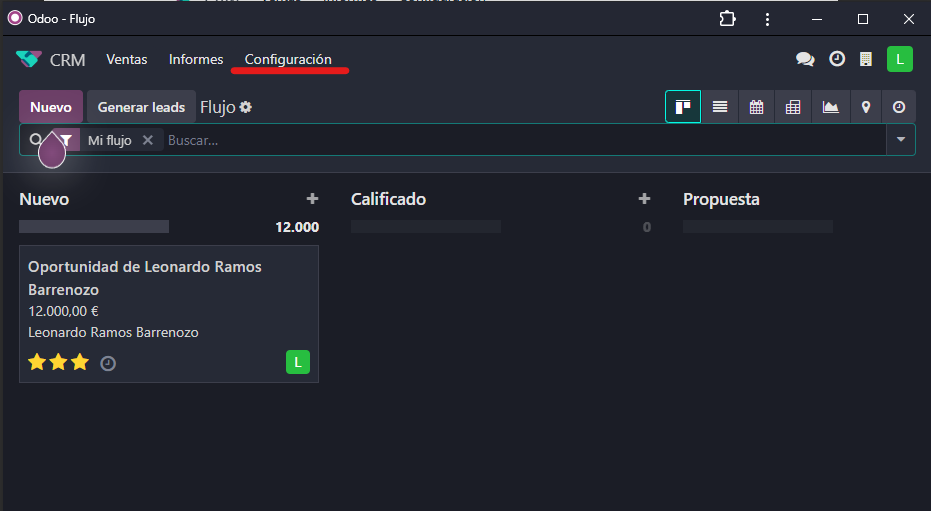 Odoo - Flujo
CRM Ventas Informes Configuración L
Nuevo Generar leads Flujo
Mi flujo Buscar...
Nuevo Calificado Propuesta
12.000 0
Oportunidad de Leonardo Ramos
Barrenozo
12.000,00 €
Leonardo Ramos Barrenozo
L